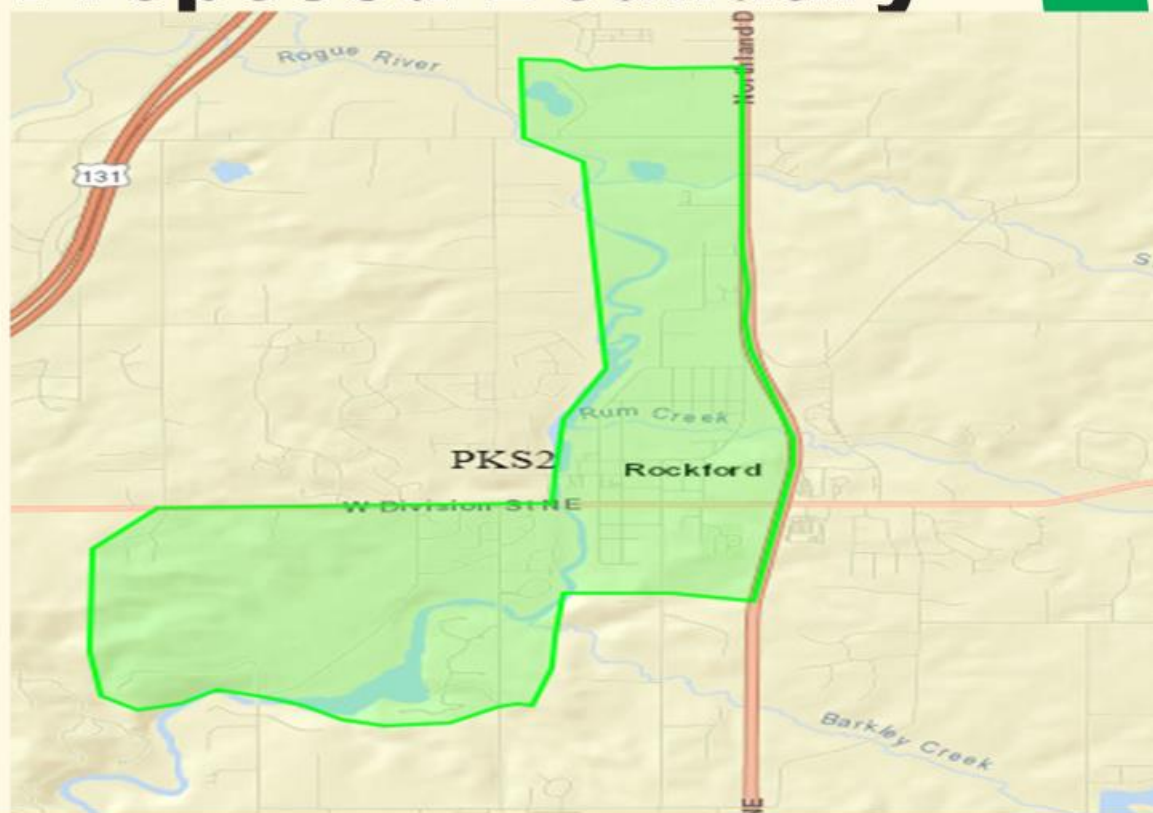 Rogue River
Northland D
131
S
Rum Creek
PKS2
Rockford
W Division St NE
Barkley Creek
NE